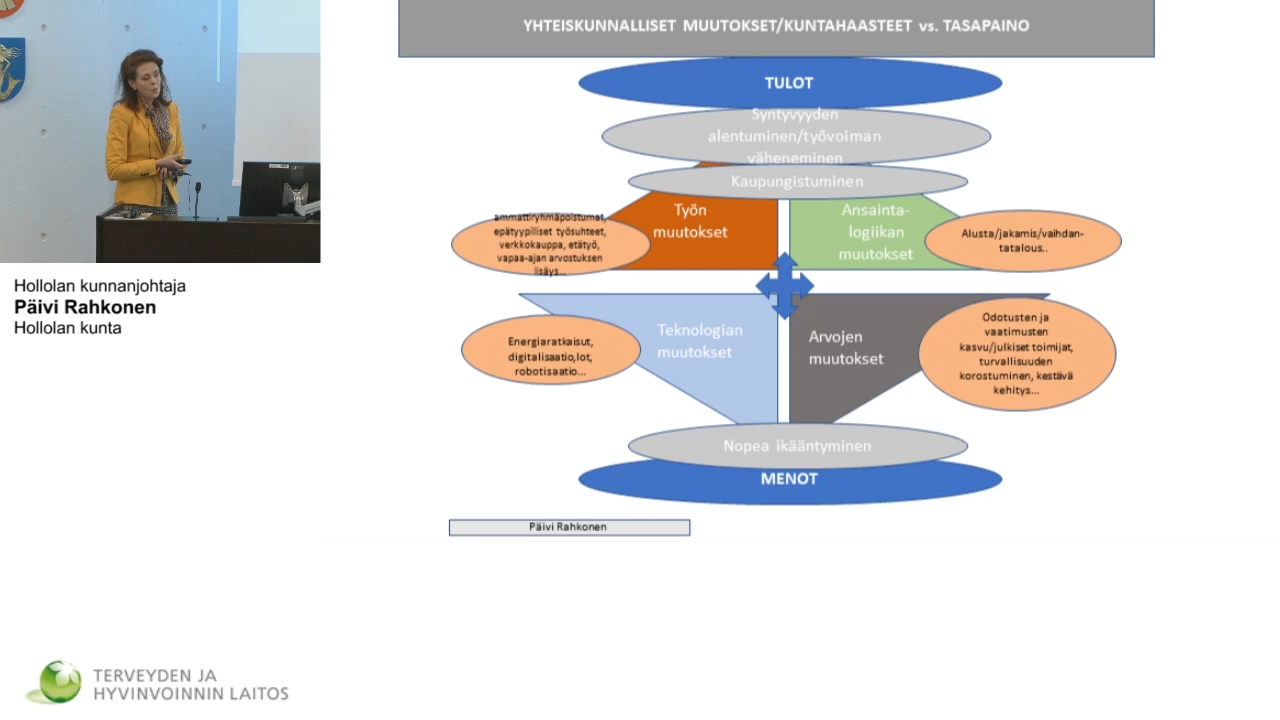 YHTEISKUNNALLISET MUUTOKSET/KUNTAHAASTEET vs. TASAPAINO
TULOT
Syntyvyyden
alentuminen/työvoiman
väheneminen
Kaupungistuminen
ammattiryhmäpoistumat,
epätyypiliset työsuhteet,
verkkokauppa, etätyö,
vapaa-ajan arvostuksen
lisäys...
Työn
muutokset
Ansainta-
logiikan
muutokset
Alusta/jakamis/vaihdan-
tatalous..
Energiaratkaisut,
digitalisaatio,Iot,
robotisaatio...
Teknologian
muutokset
Arvojen
muutokset
Odotusten ja
vaatimusten
kasvu/julkiset toimijat,
turvallisuuden
korostuminen, kestävä
kehitys...
Nopea ikääntyminen
MENOT
Päivi Rahkonen
Hollolan kunnanjohtaja
Päivi Rahkonen
Hollolan kunta
TERVEYDEN JA
HYVINVOINNIN LAITOS